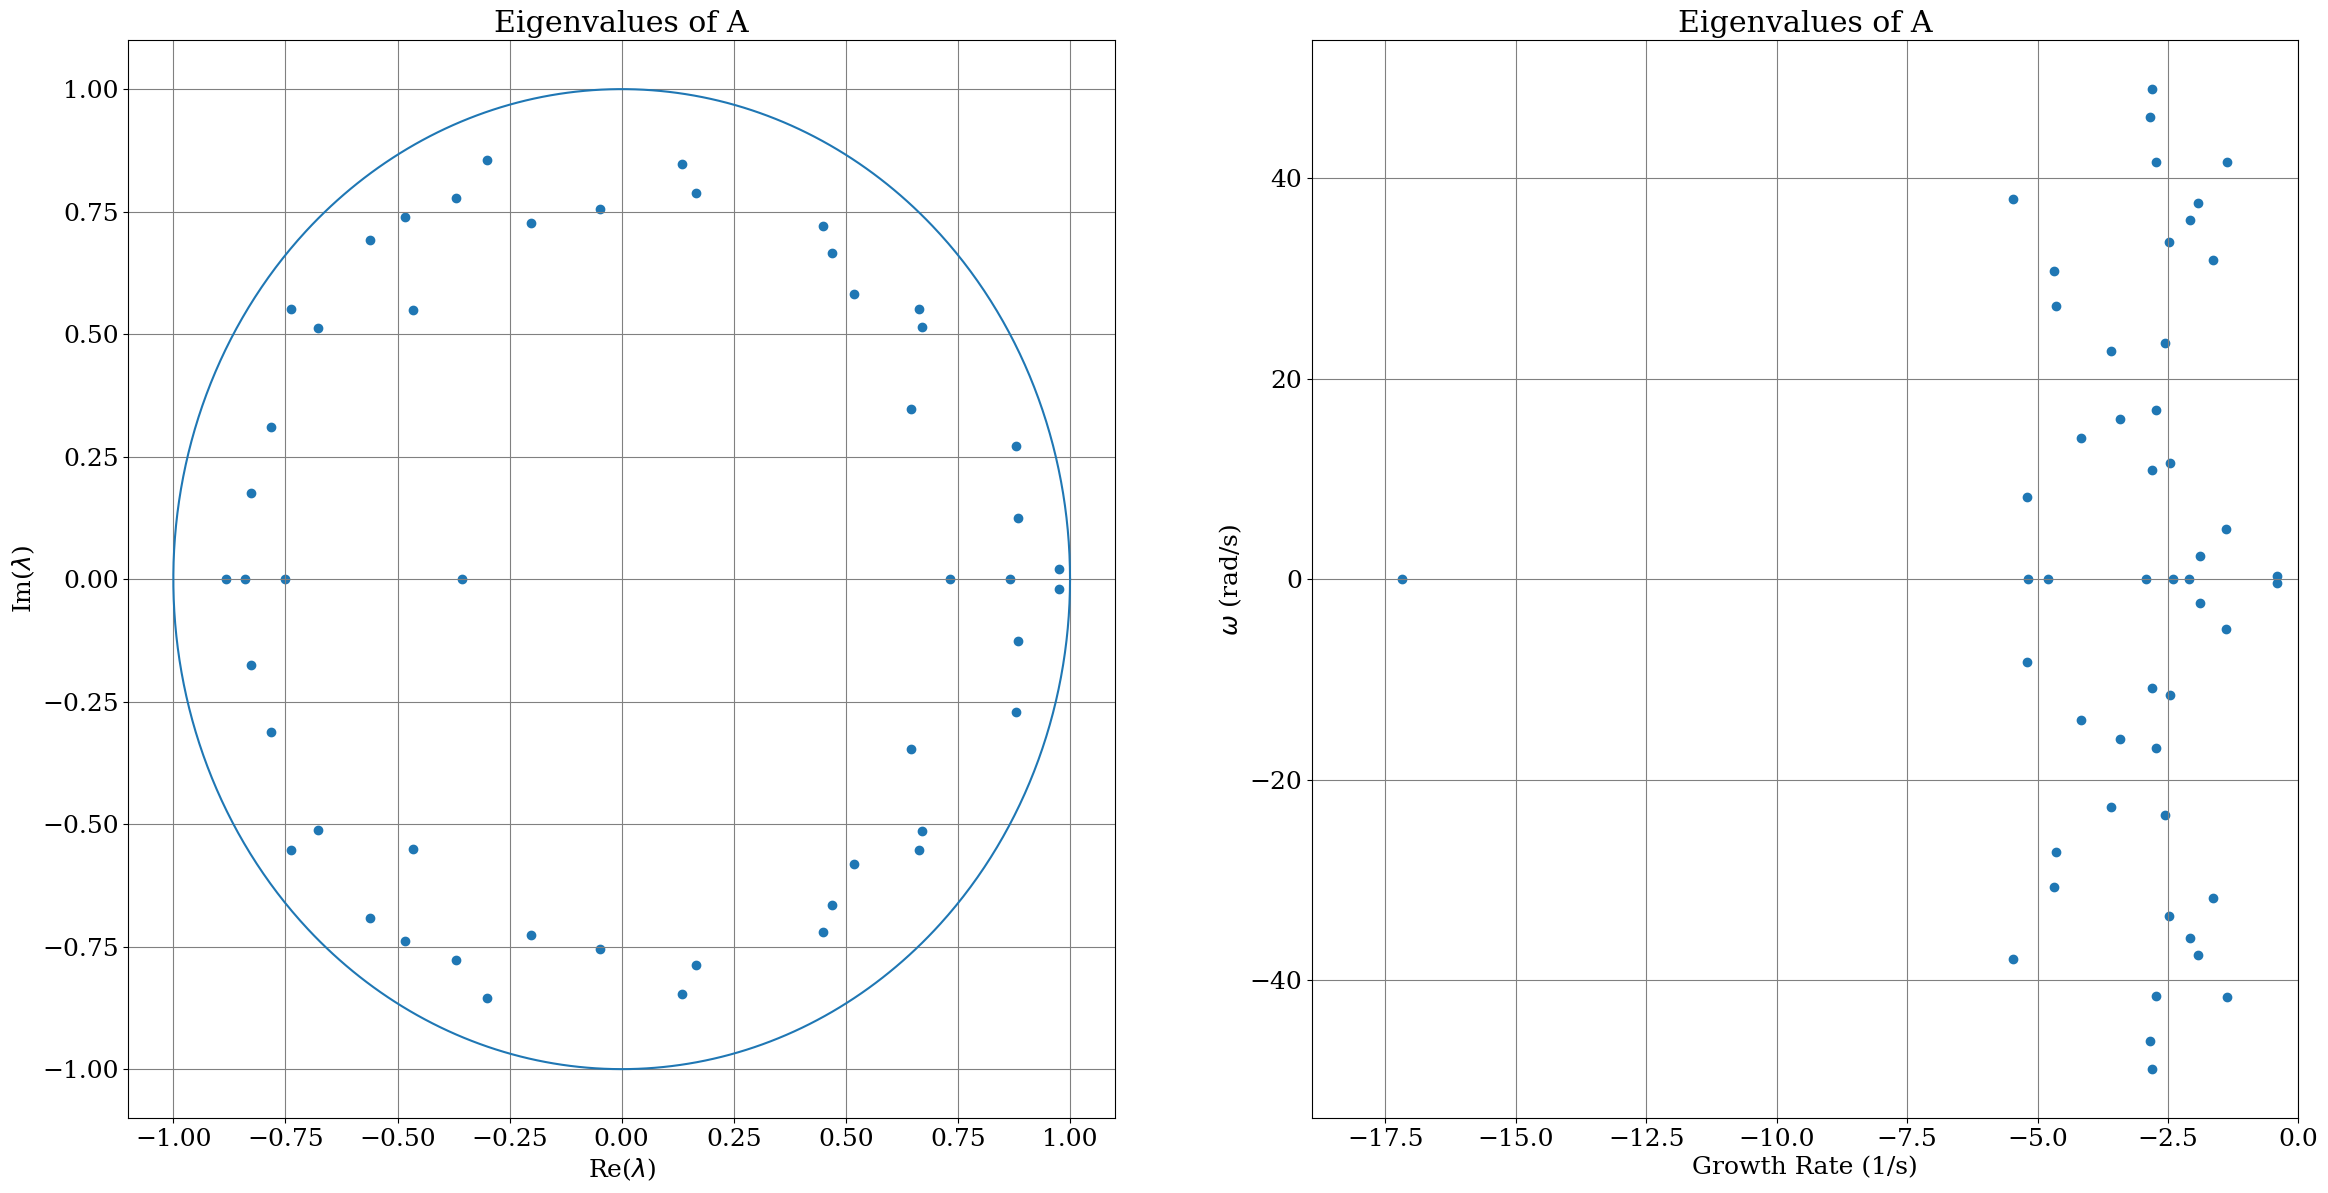 Eigenvalues of A
1.00
0.75
0.50
0.25
0.00
−0.25
−0.50
−0.75
−1.00
Im(λ)
−1.00 −0.75 −0.50 −0.25 0.00 0.25 0.50 0.75 1.00
Re(λ)
Eigenvalues of A
40
20
0
−20
−40
ω (rad/s)
−17.5 −15.0 −12.5 −10.0 −7.5 −5.0 −2.5 0.0
Growth Rate (1/s)